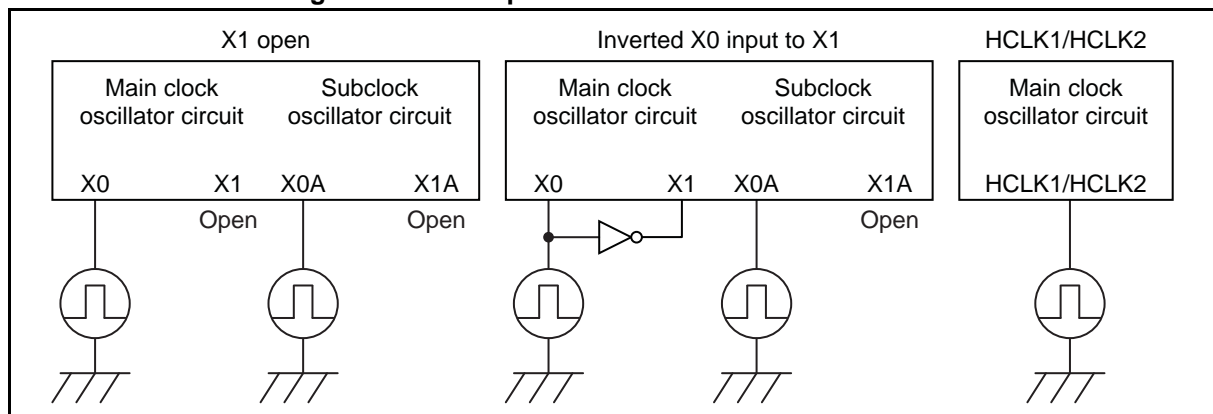 X1 open
Main clock
oscillator circuit
Subclock
oscillator circuit
X0 X1 X0A X1A
Open Open
Inverted X0 input to X1
Main clock
oscillator circuit
Subclock
oscillator circuit
X0 X1 X0A X1A
Open
HCLK1/HCLK2
Main clock
oscillator circuit
HCLK1/HCLK2